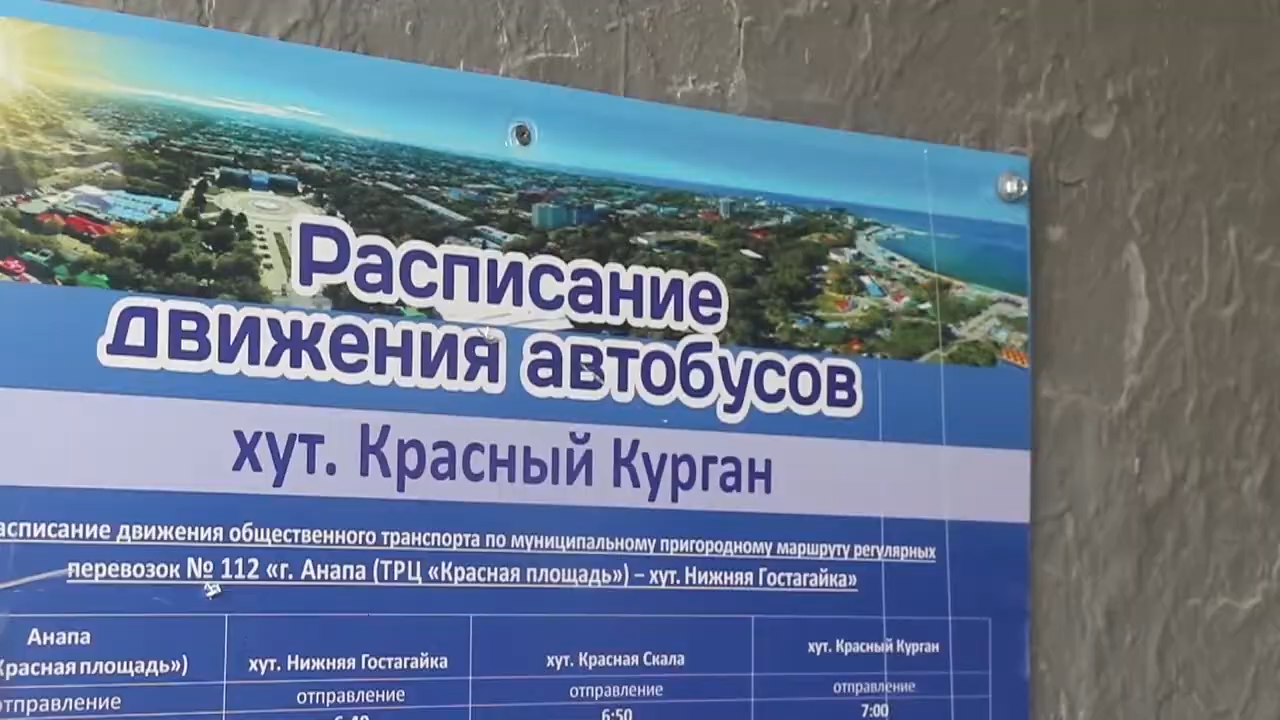 Расписание
движения автобусов
хут. Красный Курган
асписание движения общественного транспорта по муниципальному пригородному маршруту регулярных
перевозок № 112 «г. Анапа (ТРЦ «Красная площадь») – хут. Нижняя Гостагайка»
Анапа
Красная площадь»)
хут. Нижняя Гостагайка
хут. Красная Скала
хут. Красный Курган
отправление
отправление
отправление
отправление
6:50
7:00